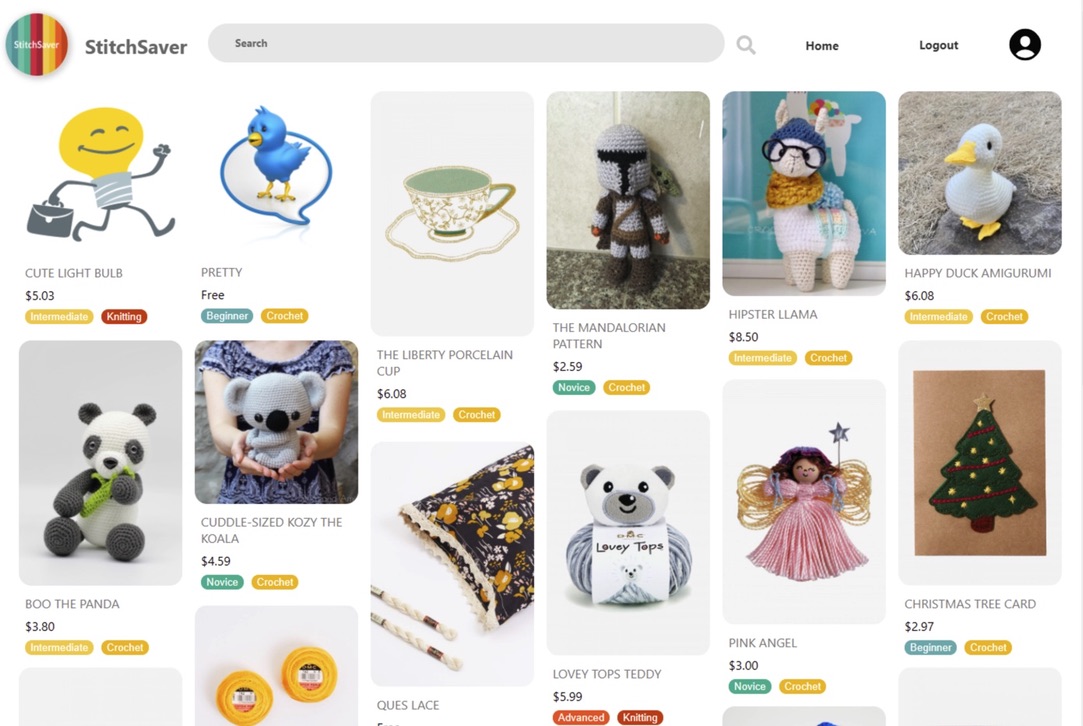 StitchSaver
StitchSaver
Search
Home
Logout
CUTE LIGHT BULB
$5.03
Intermediate Knitting
BOO THE PANDA
$3.80
Intermediate Crochet
PRETTY
Free
Beginner Crochet
CUDDLE-SIZED KOZY THE
KOALA
$4.59
Novice Crochet
THE LIBERTY PORCELAIN
CUP
$6.08
Intermediate Crochet
QUES LACE
Free
THE MANDALORIAN
PATTERN
$2.59
Novice Crochet
DMC
Lovey Tops
LOVEY TOPS TEDDY
$5.99
Advanced Knitting
HIPSTER LLAMA
$8.50
Intermediate Crochet
PINK ANGEL
$3.00
Novice Crochet
HAPPY DUCK AMIGURUMI
$6.08
Intermediate Crochet
CHRISTMAS TREE CARD
$2.97
Beginner Crochet